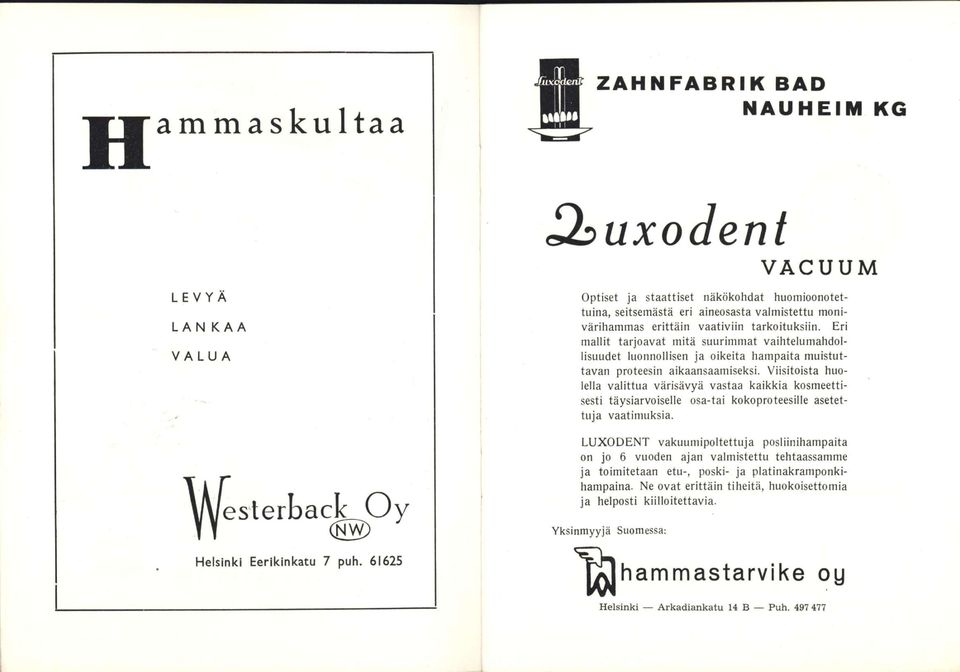 Hammaskultaa
LEVYÄ
LANKAA
VALUA
Westerback Oy
NW
Helsinki Eerikinkatu 7 puh. 61625
Luxodent
ZAHNFABRIK BAD
NAUHEIM KG
Luxodent
VACUUM
Optiset ja staattiset näkökohdat huomioonotet-
tuina, seitsemästä eri aineosasta valmistettu moni-
värihammas erittäin vaativiin tarkoituksiin. Eri
mallit tarjoavat mitä suurimmat vaihtelumahdol-
lisuudet luonnollisen ja oikeita hampaita muistut-
tavan proteesin aikaansaamiseksi. Viisitoista huo-
lella valittua värisävyä vastaa kaikkia kosmeetti-
sesti täysiarvoiselle osa-tai kokoproteesille asetet-
tuja vaatimuksia.
LUXODENT vakuumipoltettuja posliinihampaita
on jo 6 vuoden ajan valmistettu tehtaassamme
ja toimitetaan etu-, poski- ja platinakramponki-
hampaina. Ne ovat erittäin tiheitä, huokoisettomia
ja helposti kiilloitettavia.
Yksinmyyjä Suomessa:
hammastarvike oy
Helsinki — Arkadiankatu 14 B — Puh. 497 477